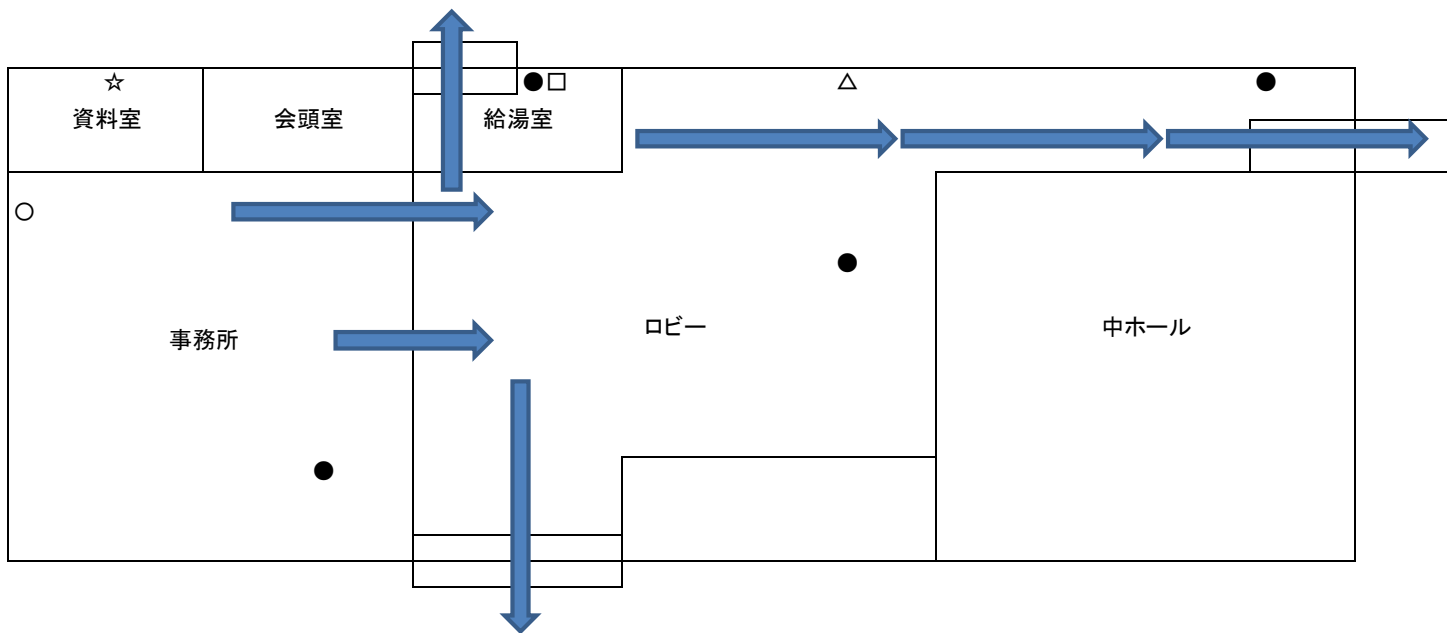 資料室
会頭室
給湯室
事務所
ロビー
中ホール